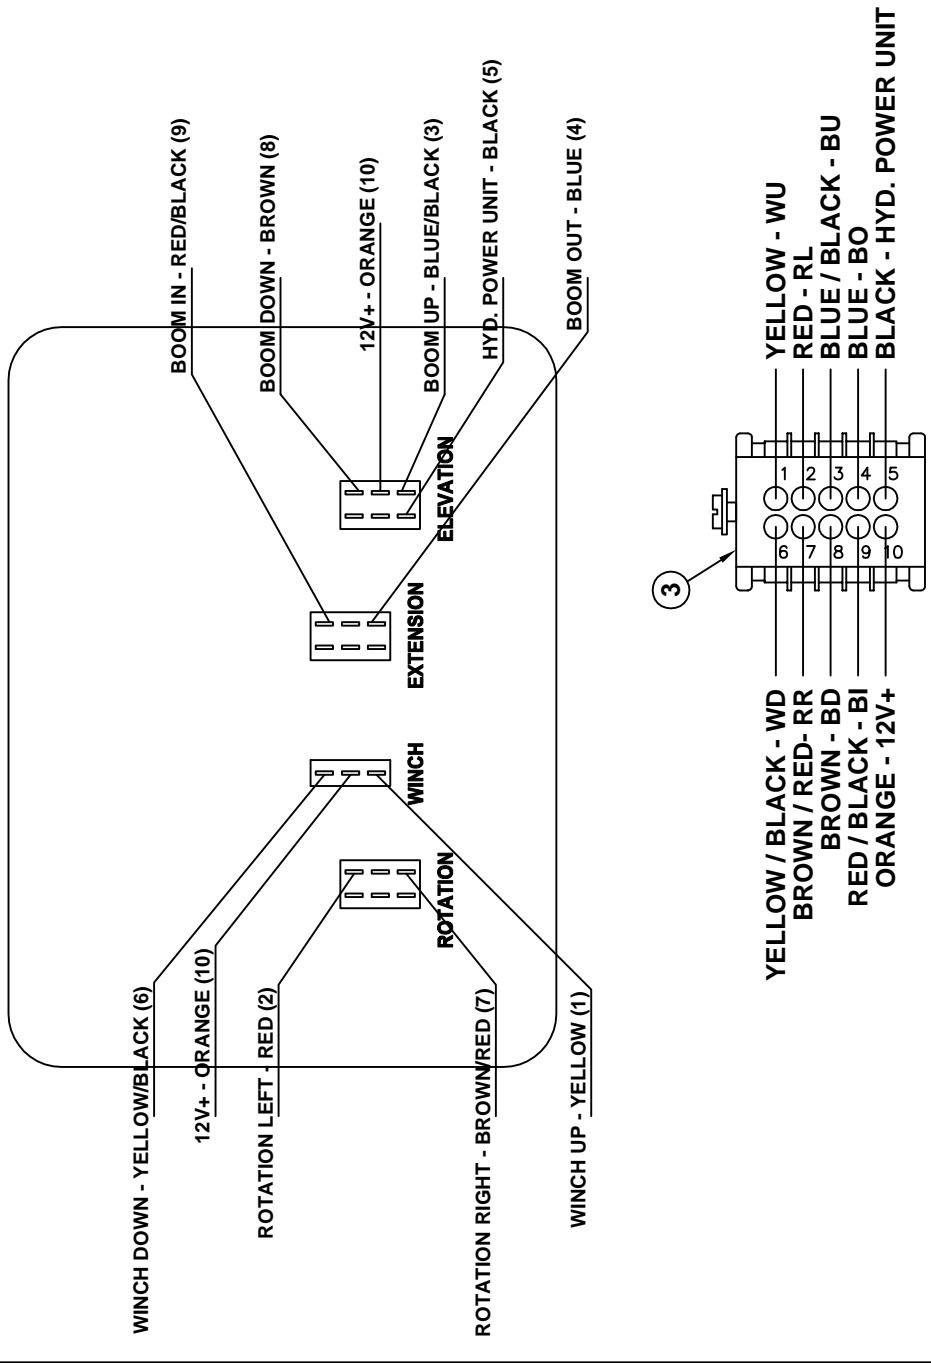 WINCH DOWN - YELLOW/BLACK (6)
12V+ - ORANGE (10)
ROTATION LEFT - RED (2)
ROTATION RIGHT - BROWN/RED (7)
WINCH UP - YELLOW (1)
BOOM IN - RED/BLACK (9)
BOOM DOWN - BROWN (8)
12V+ - ORANGE (10)
BOOM UP - BLUE/BLACK (3)
HYD. POWER UNIT - BLACK (5)
BOOM OUT - BLUE (4)
ROTATION
WINCH
EXTENSION
ELEVATION
3
YELLOW / BLACK - WD
BROWN / RED- RR
BROWN - BD
RED / BLACK - BI
ORANGE - 12V+
6
7
8
9
10
1
2
3
4
5
YELLOW - WU
RED - RL
BLUE / BLACK - BU
BLUE - BO
BLACK - HYD. POWER UNIT